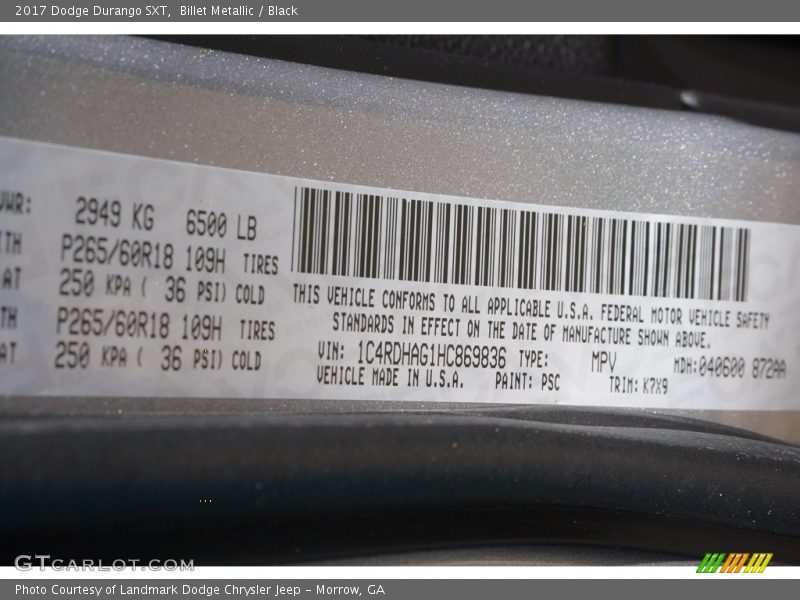 2017 Dodge Durango SXT,  Billet Metallic / Black
VWR: 2949 KG 6500 LB
ITH P265/60R18 109H TIRES
AT 250 KPA ( 36 PSI) COLD
TH P265/60R18 109H TIRES
AT 250 KPA ( 36 PSI) COLD
THIS VEHICLE CONFORMS TO ALL APPLICABLE U.S.A. FEDERAL MOTOR VEHICLE SAFETY
STANDARDS IN EFFECT ON THE DATE OF MANUFACTURE SHOWN ABOVE.
VIN: 1C4RDHAG1HC869836 TYPE: MPV MDH:040600 872AA
VEHICLE MADE IN U.S.A. PAINT: PSC TRIM: K7X9
GTcarlot.com
Photo Courtesy of Landmark Dodge Chrysler Jeep – Morrow, GA